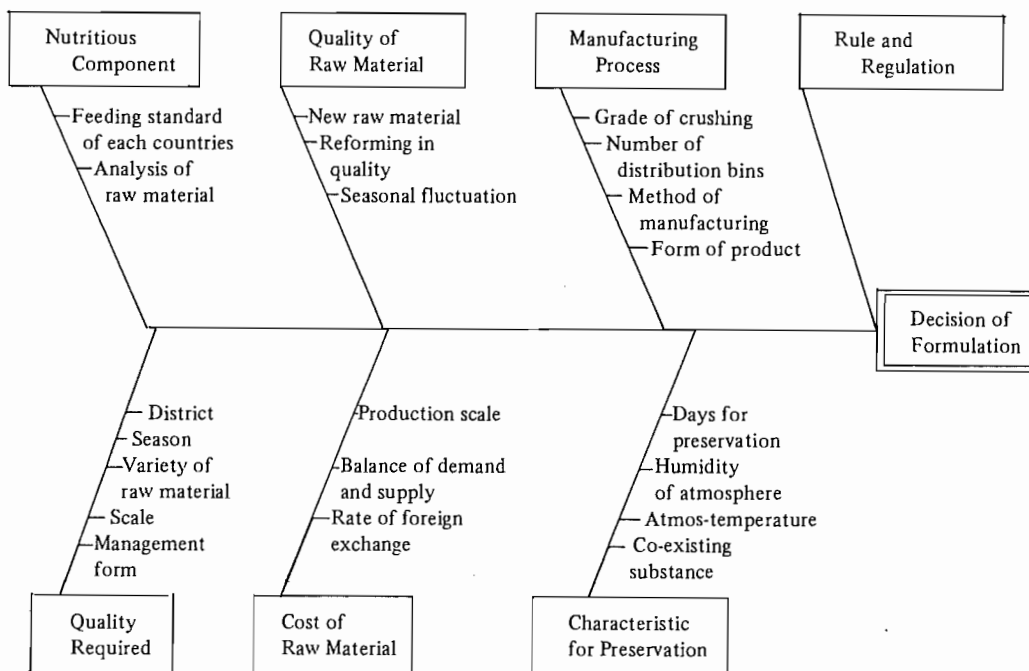 Nutritious
Component
Quality of
Raw Material
Manufacturing
Process
Rule and
Regulation
Feeding standard
of each countries
Analysis of
raw material
New raw material
Reforming in
quality
Seasonal fluctuation
Grade of crushing
Number of
distribution bins
Method of
manufacturing
Form of product
Decision of
Formulation
District
Season
Variety of
raw material
Scale
Management
form
Production scale
Balance of demand
and supply
Rate of foreign
exchange
Days for
preservation
Humidity
of atmosphere
Atmos-temperature
Co-existing
substance
Quality
Required
Cost of
Raw Material
Characteristic
for Preservation